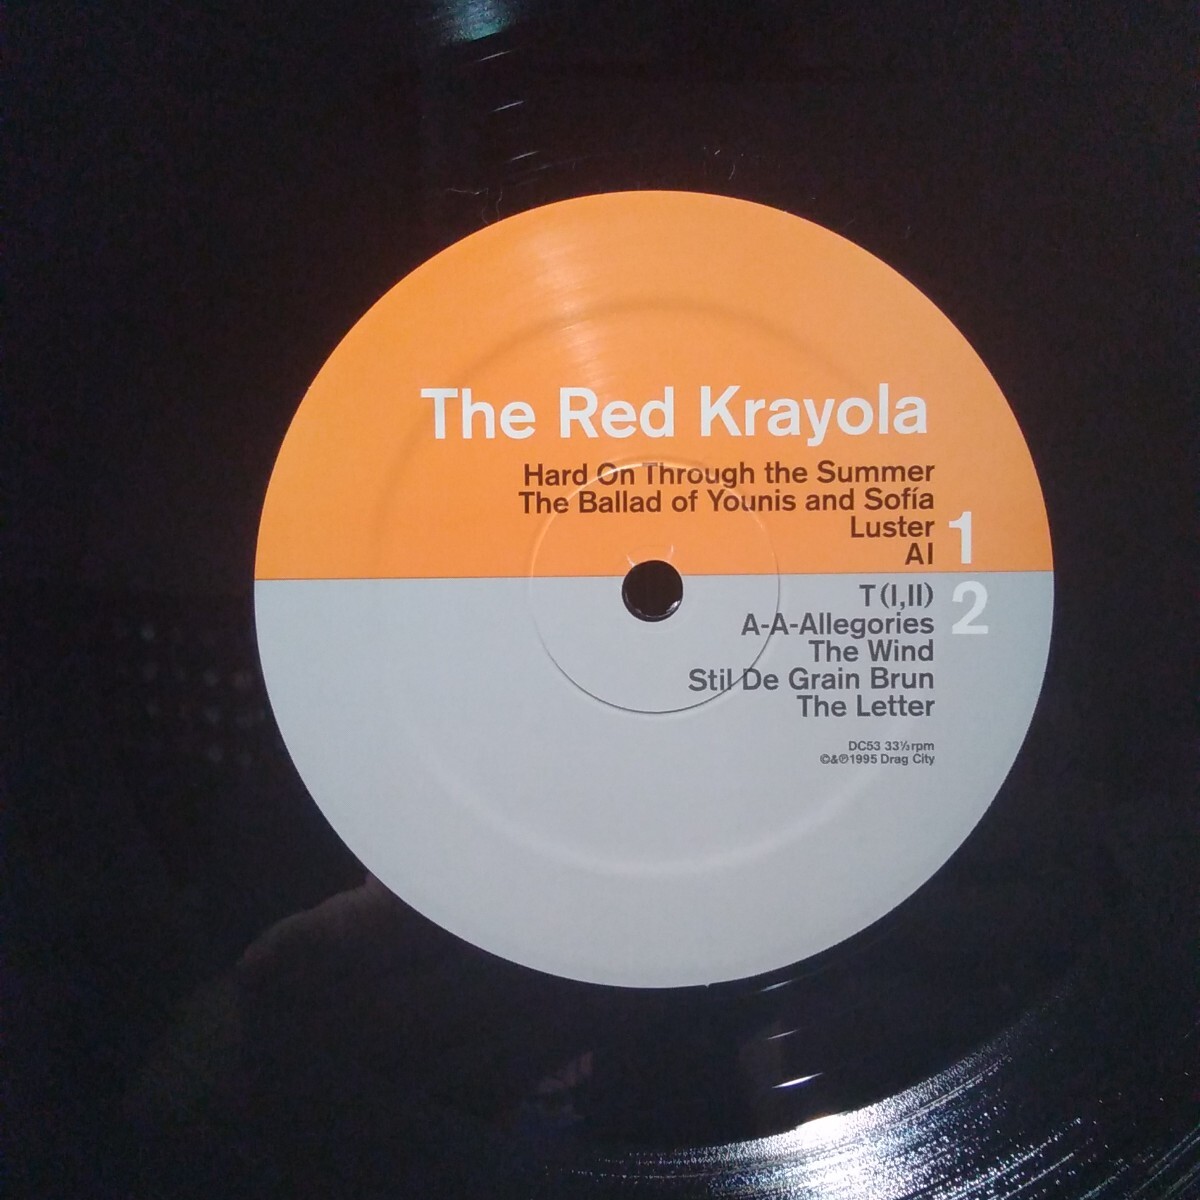 The Red Krayola
Hard On Through the Summer
The Ballad of Younis and Sofía
Luster
Al
1
T (I,II)
2
A-A-Allegories
The Wind
Stil De Grain Brun
The Letter
DC53 33⅓rpm
©&℗1995 Drag City